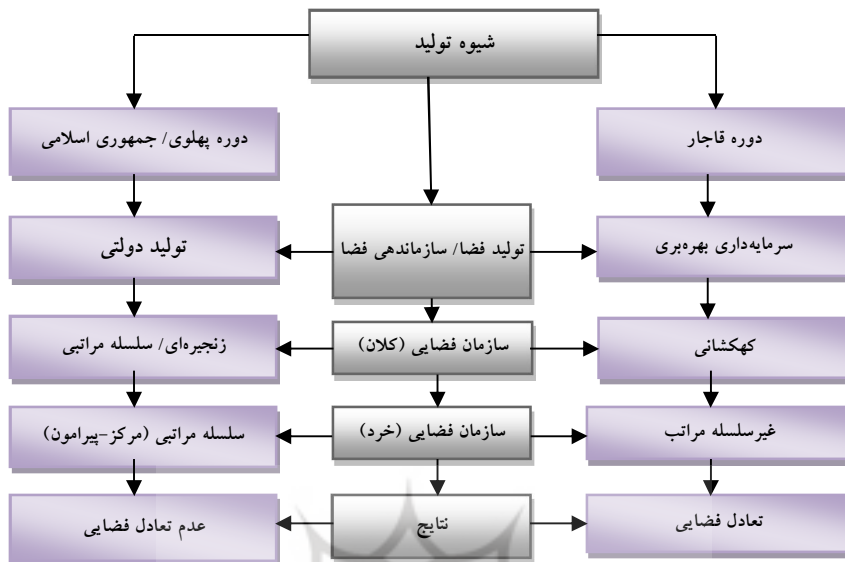 شیوه تولید
دوره قاجار
دوره پهلوی/ جمهوری اسلامی
سرمایه‌داری بهره‌بری
تولید فضا/ سازماندهی فضا
تولید دولتی
کهکشانی
سازمان فضایی (کلان)
زنجیره‌ای/ سلسله مراتبی
غیرسلسله مراتب
سازمان فضایی (خرد)
سلسله مراتبی (مرکز-پیرامون)
تعادل فضایی
نتایج
عدم تعادل فضایی